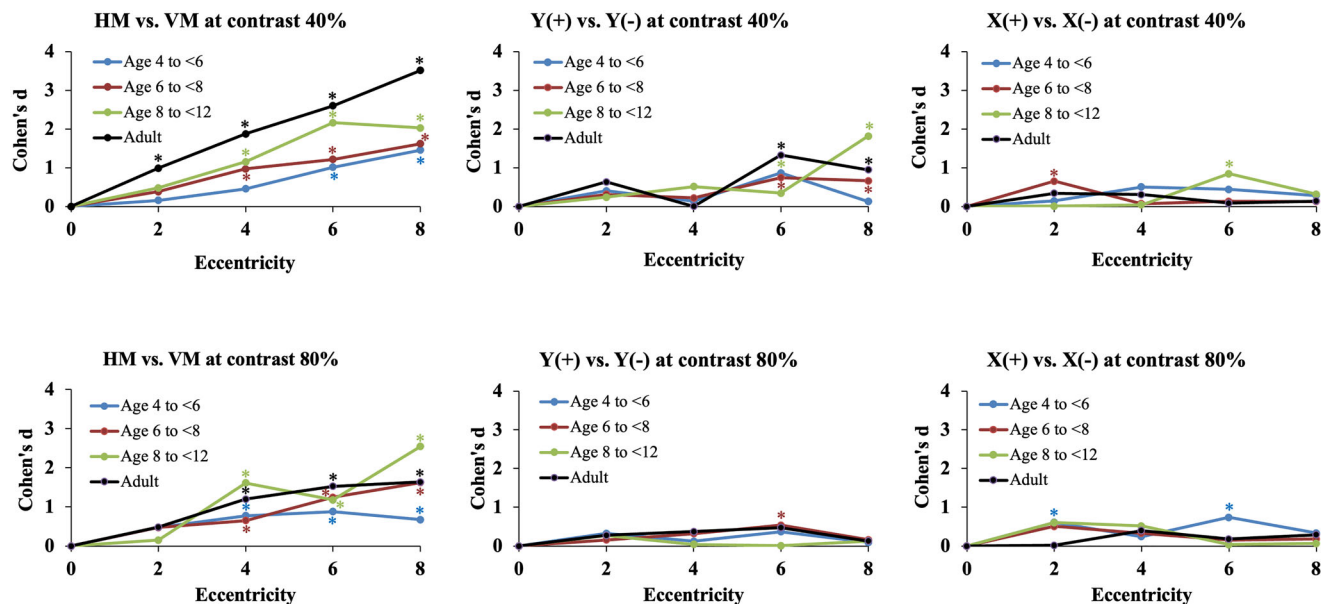 HM vs. VM at contrast 40%
4
3
2
1
0
Cohen's d
Age 4 to <6
Age 6 to <8
Age 8 to <12
Adult
*
*
*
*
*
*
*
*
*
*
*
*
0 2 4 6 8
Eccentricity
Y(+) vs. Y(-) at contrast 40%
4
3
2
1
0
Cohen's d
Age 4 to <6
Age 6 to <8
Age 8 to <12
Adult
*
*
*
*
*
*
0 2 4 6 8
Eccentricity
X(+) vs. X(-) at contrast 40%
4
3
2
1
0
Cohen's d
Age 4 to <6
Age 6 to <8
Age 8 to <12
Adult
*
*
0 2 4 6 8
Eccentricity
HM vs. VM at contrast 80%
4
3
2
1
0
Cohen's d
Age 4 to <6
Age 6 to <8
Age 8 to <12
Adult
*
*
*
*
*
*
*
*
*
*
*
*
0 2 4 6 8
Eccentricity
Y(+) vs. Y(-) at contrast 80%
4
3
2
1
0
Cohen's d
Age 4 to <6
Age 6 to <8
Age 8 to <12
Adult
*
0 2 4 6 8
Eccentricity
X(+) vs. X(-) at contrast 80%
4
3
2
1
0
Cohen's d
Age 4 to <6
Age 6 to <8
Age 8 to <12
Adult
*
*
0 2 4 6 8
Eccentricity